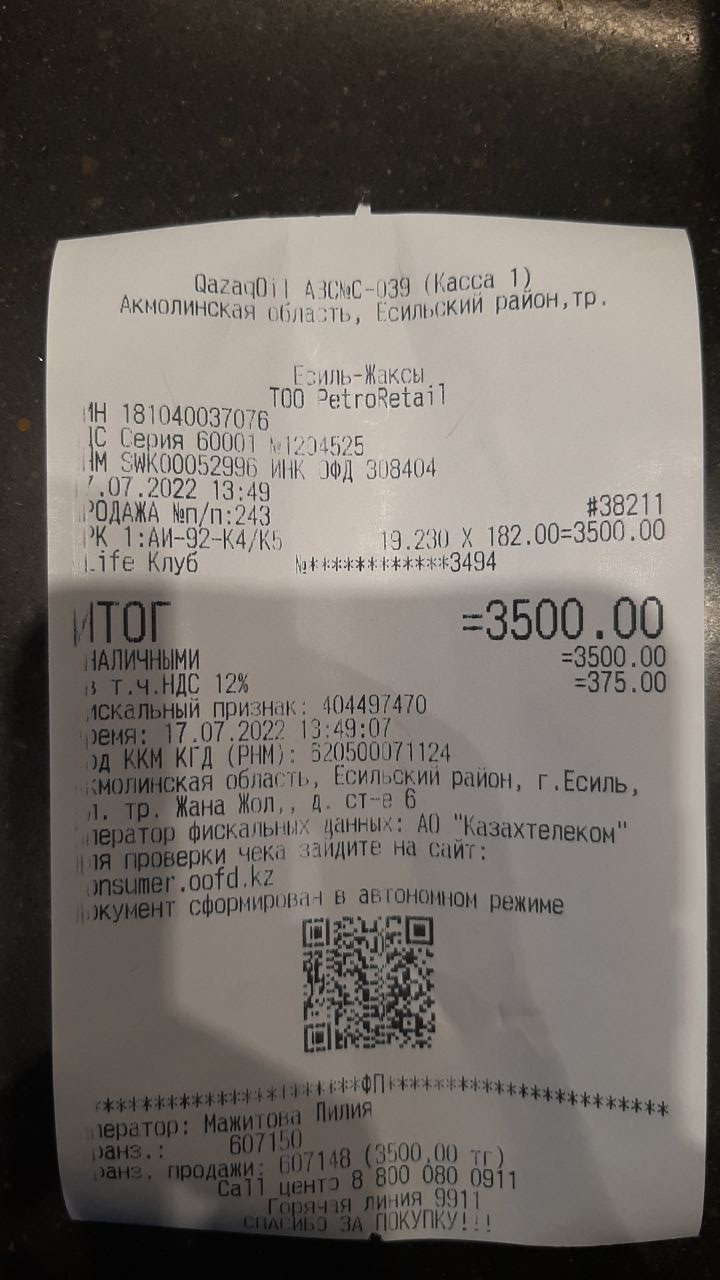 QazaqOil АЗС№С-039 (Касса 1)
Акмолинская область, Есильский район,тр.
Есиль-Жаксы
ТОО PetroRetail
ИН 181040037076
ДС Серия 60001 №1204525
НМ SWK00052996 ИНК ОФД 308404
7.07.2022 13:49
РОДАЖА №п/п:243 #38211
РК 1:АИ-92-К4/К5 19.230 X 182.00=3500.00
Life Клуб №************3494
ИТОГ =3500.00
НАЛИЧНЫМИ =3500.00
в т.ч.НДС 12% =375.00
искальный признак: 404497470
ремя: 17.07.2022 13:49:07
од ККМ КГД (РНМ): 620500071124
кмолинская область, Есильский район, г.Есиль,
л. тр. Жана Жол,, д. ст-е 6
ператор фискальных данных: АО "Казахтелеком"
ля проверки чека зайдите на сайт:
onsumer.oofd.kz
окумент сформирован в автономном режиме
**********************ФП**********************
ператор: Мажитова Лилия
ранз.: 607150
ранз. продажи: 607148 (3500,00 тг)
Call центр 8 800 080 0911
Горячая линия 9911
СПАСИБО ЗА ПОКУПКУ!!!